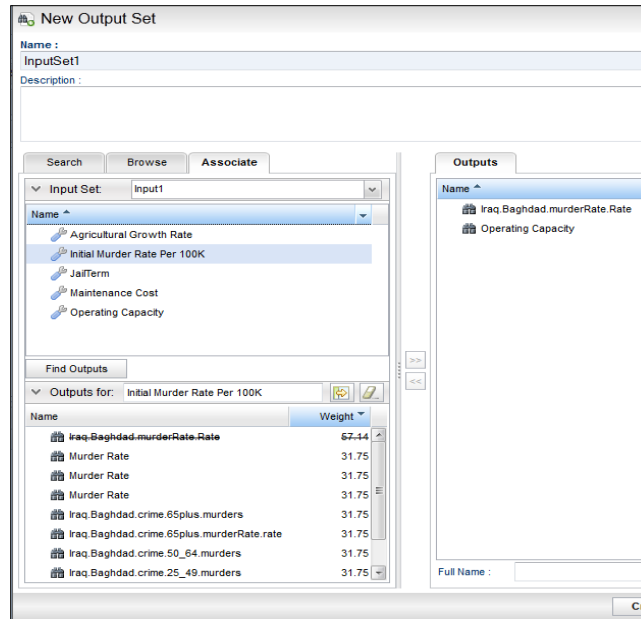 New Output Set
Name :
InputSet1
Description :
Search Browse Associate
Input Set: Input1
Name
Agricultural Growth Rate
Initial Murder Rate Per 100K
JailTerm
Maintenance Cost
Operating Capacity
Find Outputs
Outputs for: Initial Murder Rate Per 100K
Name Weight
Iraq.Baghdad.murderRate.Rate 57.14
Murder Rate 31.75
Murder Rate 31.75
Murder Rate 31.75
Iraq.Baghdad.crime.65plus.murders 31.75
Iraq.Baghdad.crime.65plus.murderRate.rate 31.75
Iraq.Baghdad.crime.50_64.murders 31.75
Iraq.Baghdad.crime.25_49.murders 31.75
>>
<<
Outputs
Name
Iraq.Baghdad.murderRate.Rate
Operating Capacity
Full Name :